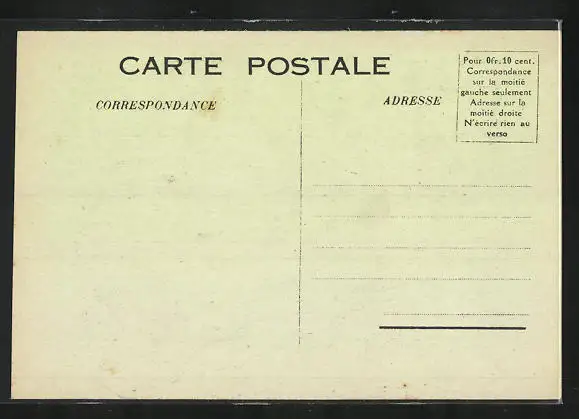 CARTE POSTALE
CORRESPONDANCE
ADRESSE
Pour 0fr.10 cent.
Correspondance
sur la moitié
gauche seulement
Adresse sur la
moitié droite
N'écrire rien au
verso